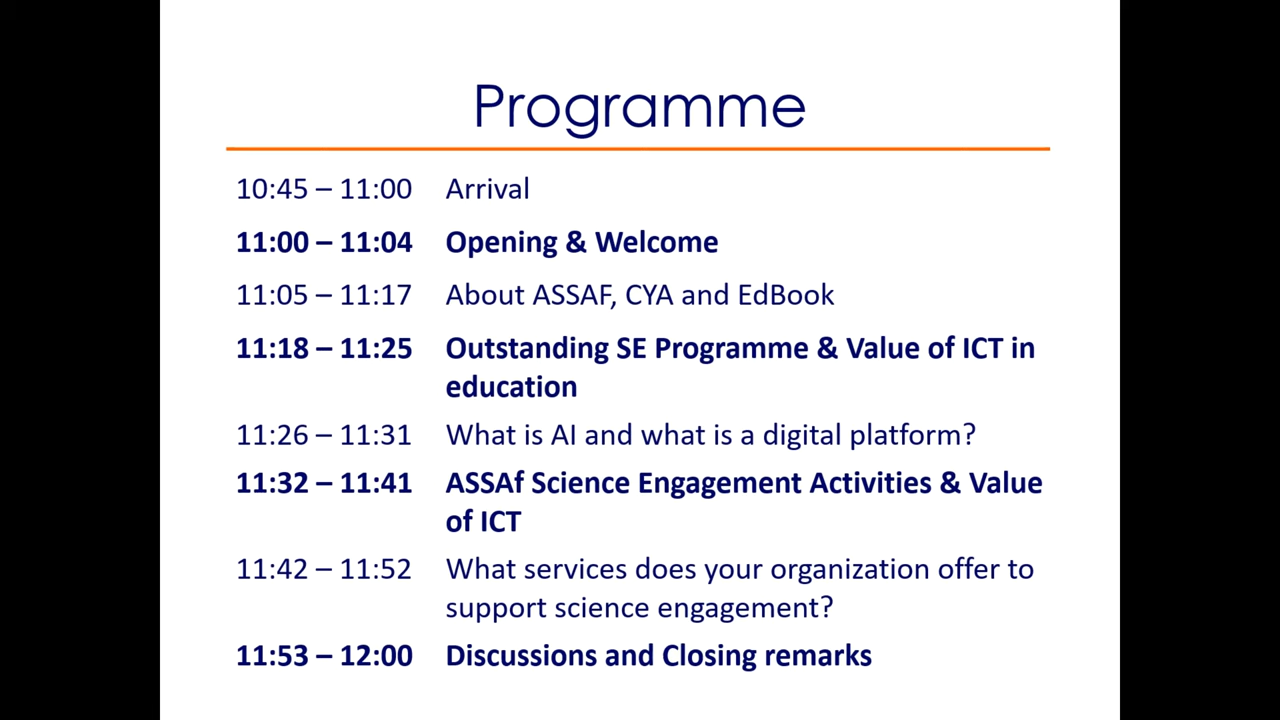 Programme
10:45 – 11:00 Arrival
11:00 – 11:04 Opening & Welcome
11:05 – 11:17 About ASSAF, CYA and EdBook
11:18 – 11:25 Outstanding SE Programme & Value of ICT in
education
11:26 – 11:31 What is AI and what is a digital platform?
11:32 – 11:41 ASSAf Science Engagement Activities & Value
of ICT
11:42 – 11:52 What services does your organization offer to
support science engagement?
11:53 – 12:00 Discussions and Closing remarks